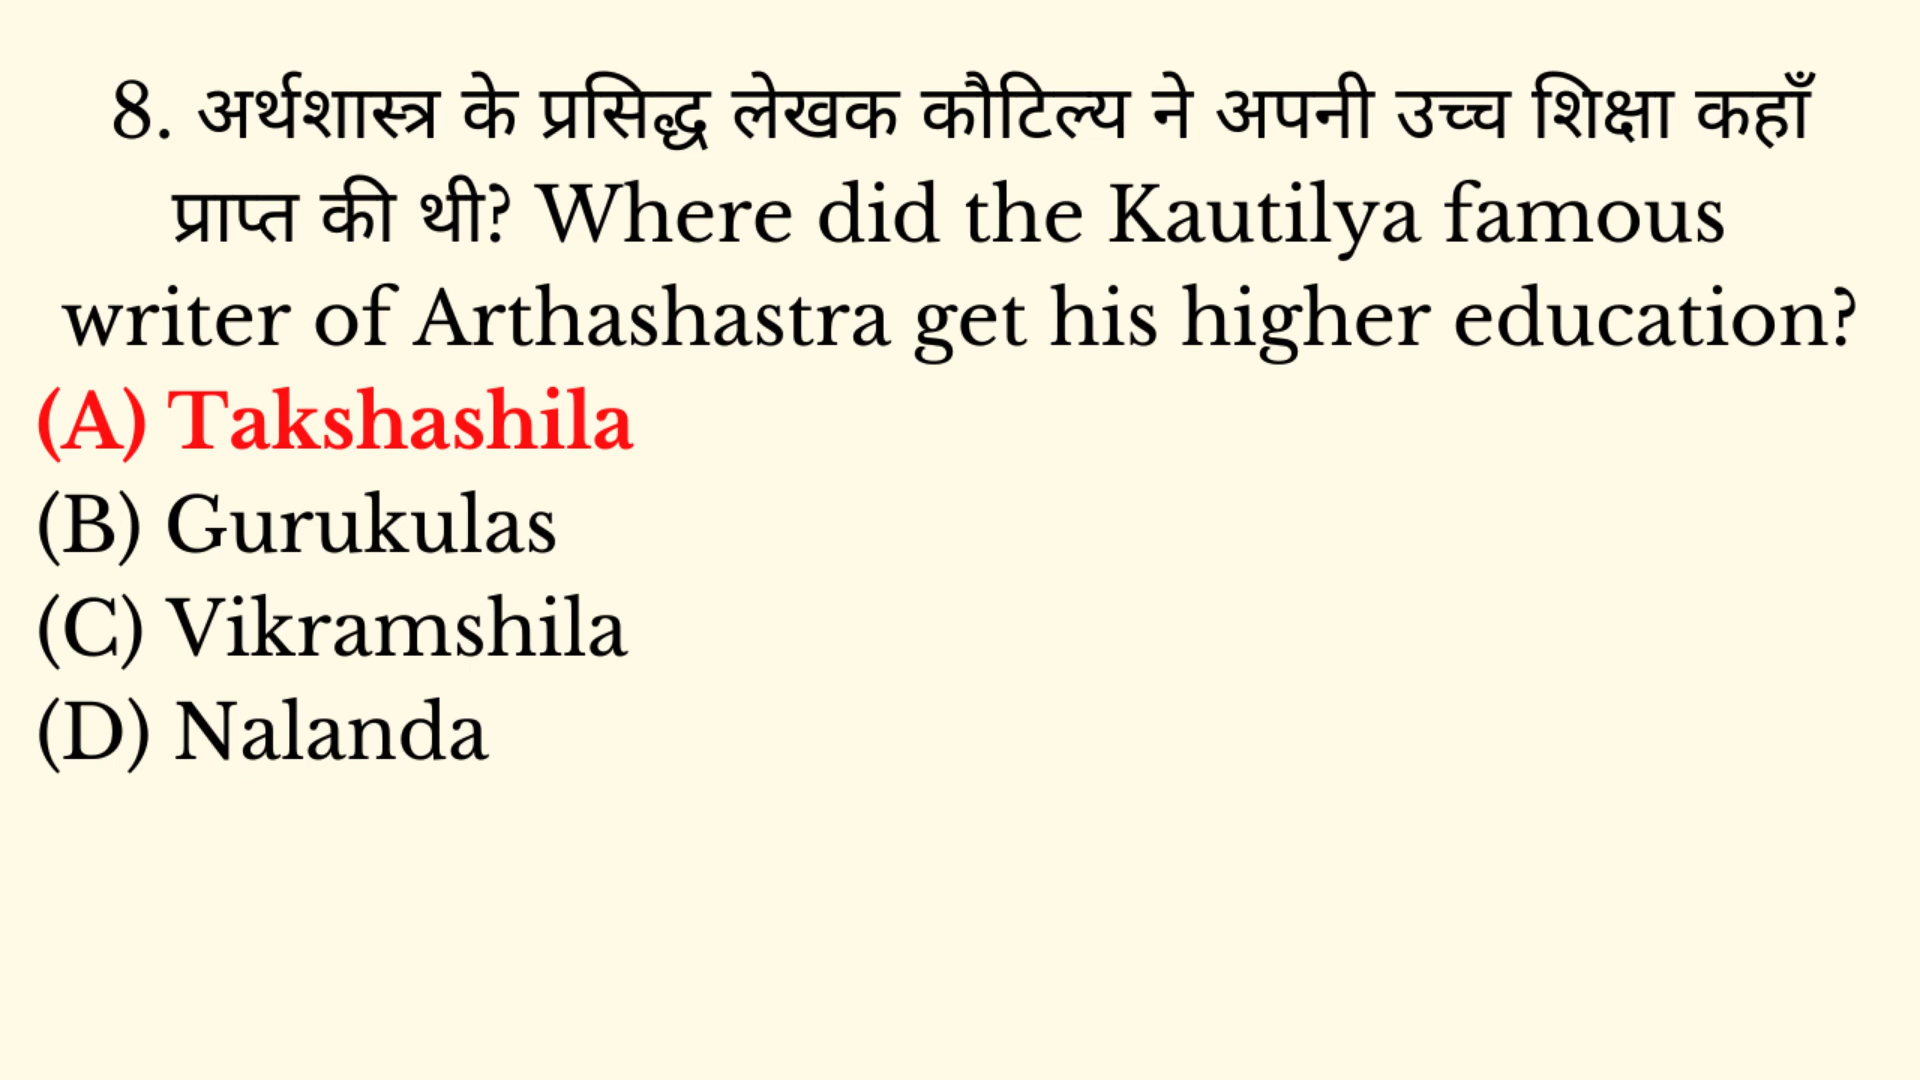 8. अर्थशास्त्र के प्रसिद्ध लेखक कौटिल्य ने अपनी उच्च शिक्षा कहाँ
प्राप्त की थी? Where did the Kautilya famous
writer of Arthashastra get his higher education?
(A) Takshashila
(B) Gurukulas
(C) Vikramshila
(D) Nalanda